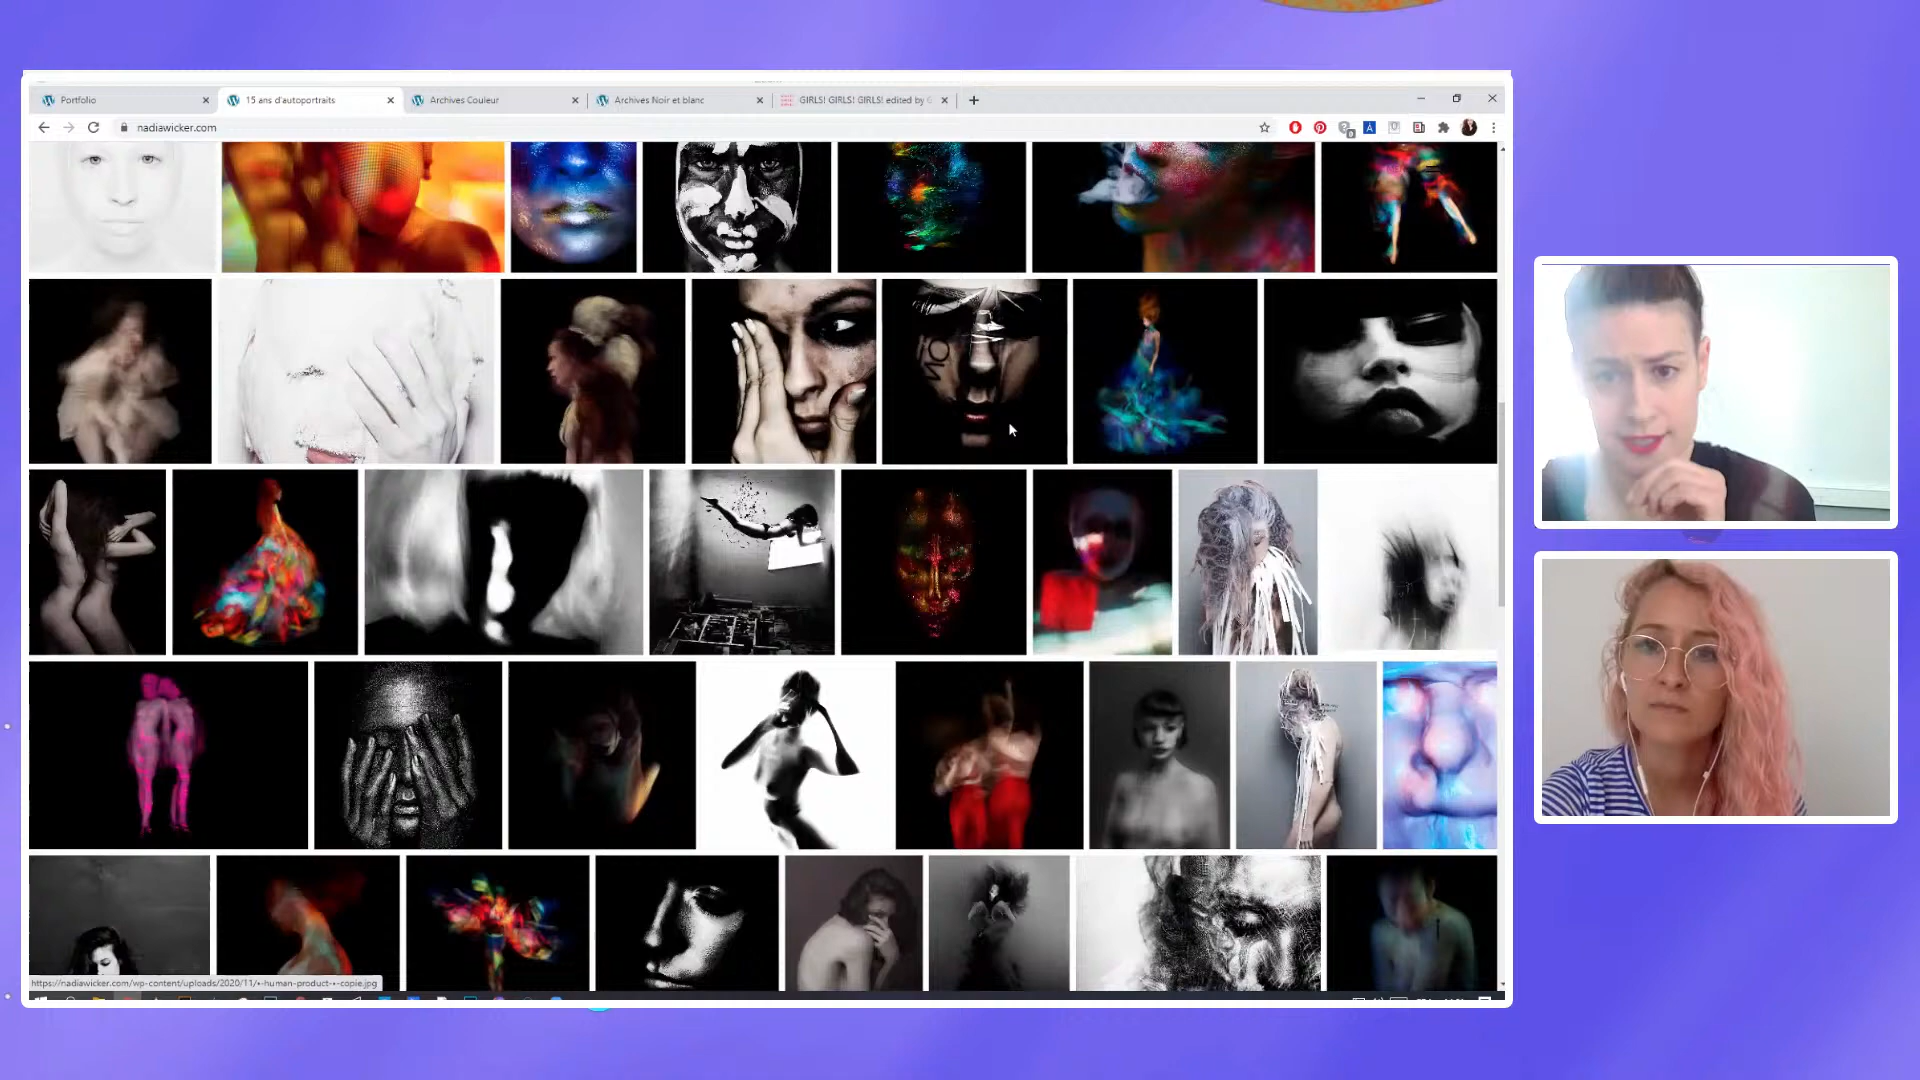 Portfolio
15 ans d'autoportraits
Archives Couleur
Archives Noir et blanc
GIRLS! GIRLS! GIRLS! edited by
nadiawicker.com
NO
https://nadiawicker.com/wp-content/uploads/2020/11/•-human-product-•-copie.jpg